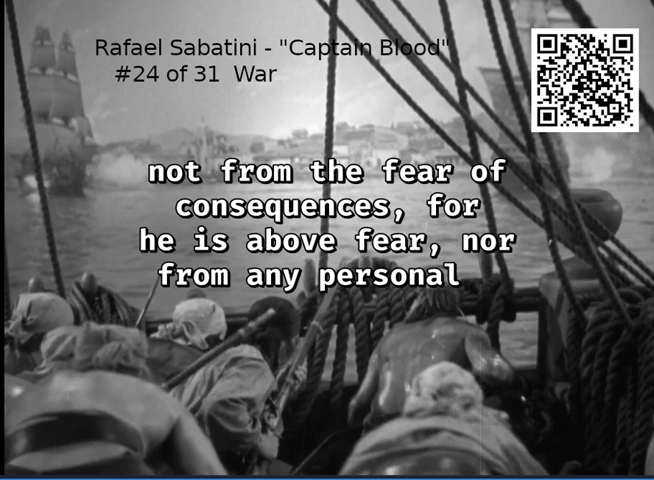 Rafael Sabatini - "Captain Blood"
#24 of 31  War
not from the fear of
consequences, for
he is above fear, nor
from any personal